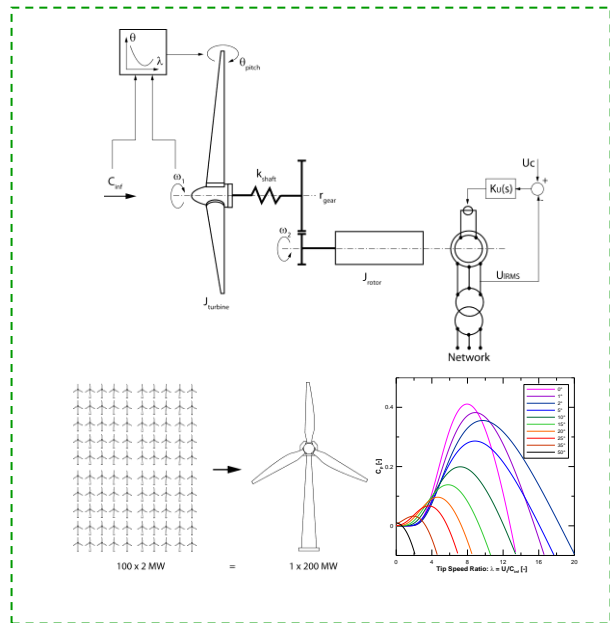 θ
λ
θpitch
Cinf
ω1
kshaft
rgear
Uc
+
KU(s)
-
ω2
Jrotor
UIRMS
Jturbine
Network
100 x 2 MW = 1 x 200 MW
CP [-]
0.4
0.2
0
0 4 8 12 16 20
Tip Speed Ratio: λ = U/Cinf [-]
0°
1°
2°
5°
10°
15°
20°
25°
35°
50°